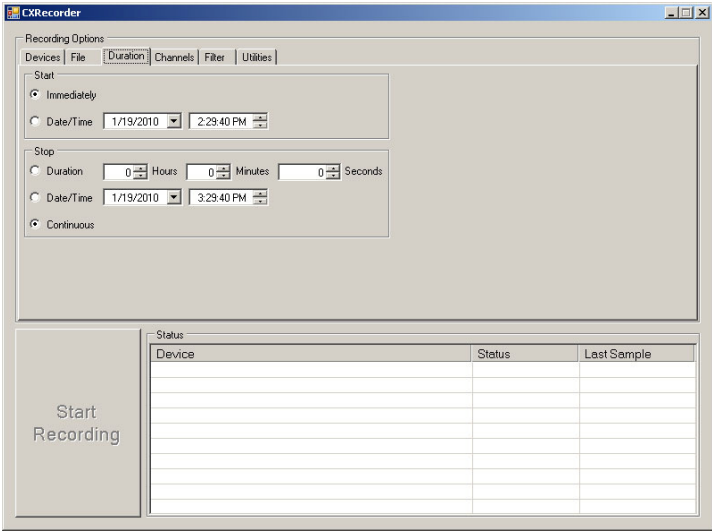 CXRecorder
Recording Options
Devices File Duration Channels Filter Utilities
Start
Immediately
Date/Time 1/19/2010 2:29:40 PM
Stop
Duration 0 Hours 0 Minutes 0 Seconds
Date/Time 1/19/2010 3:29:40 PM
Continuous
Start
Recording
Status
Device Status Last Sample